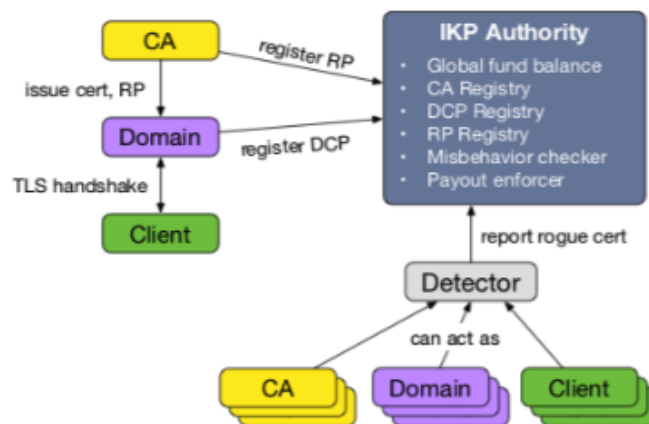 CA
register RP
IKP Authority
• Global fund balance
• CA Registry
• DCP Registry
• RP Registry
• Misbehavior checker
• Payout enforcer
issue cert, RP
Domain
register DCP
TLS handshake
Client
report rogue cert
Detector
can act as
CA
Domain
Client